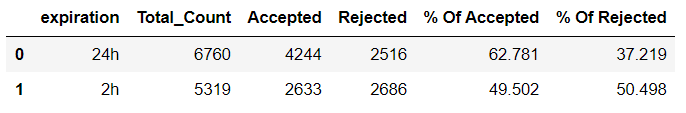 expiration Total_Count Accepted Rejected % Of Accepted % Of Rejected
0 24h 6760 4244 2516 62.781 37.219
1 2h 5319 2633 2686 49.502 50.498